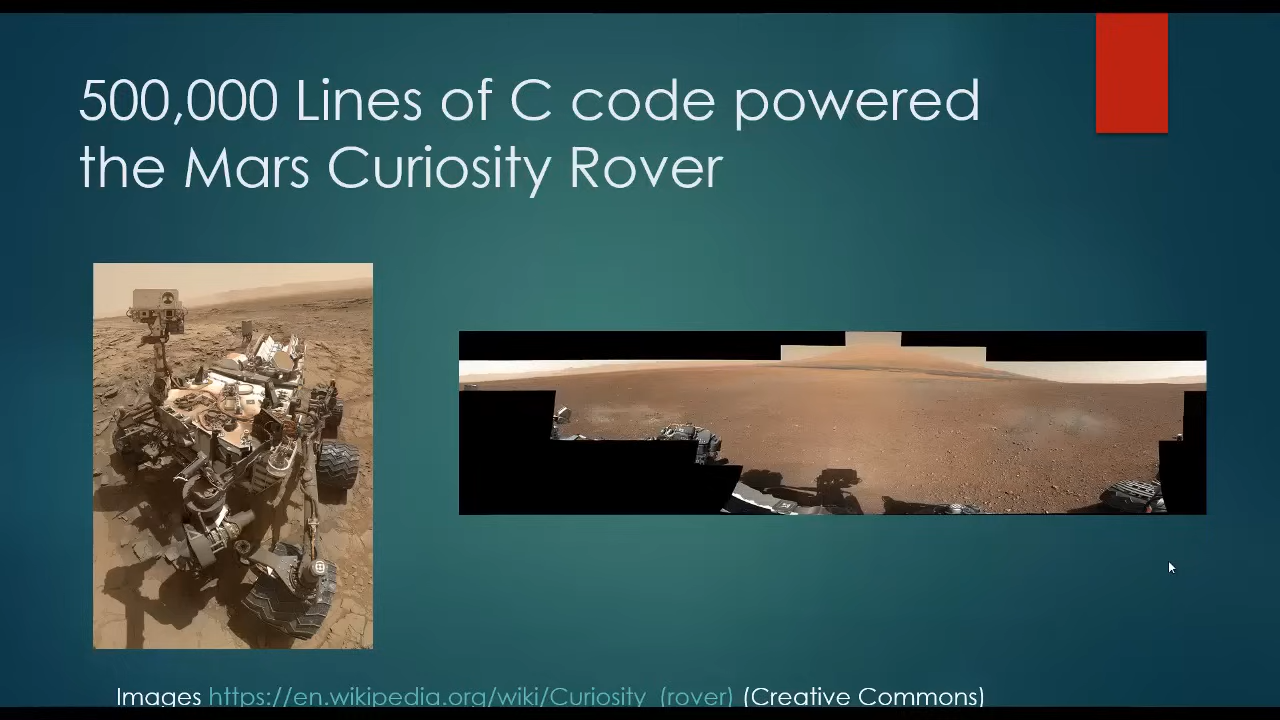 500,000 Lines of C code powered
the Mars Curiosity Rover
Images https://en.wikipedia.org/wiki/Curiosity_(rover) (Creative Commons)